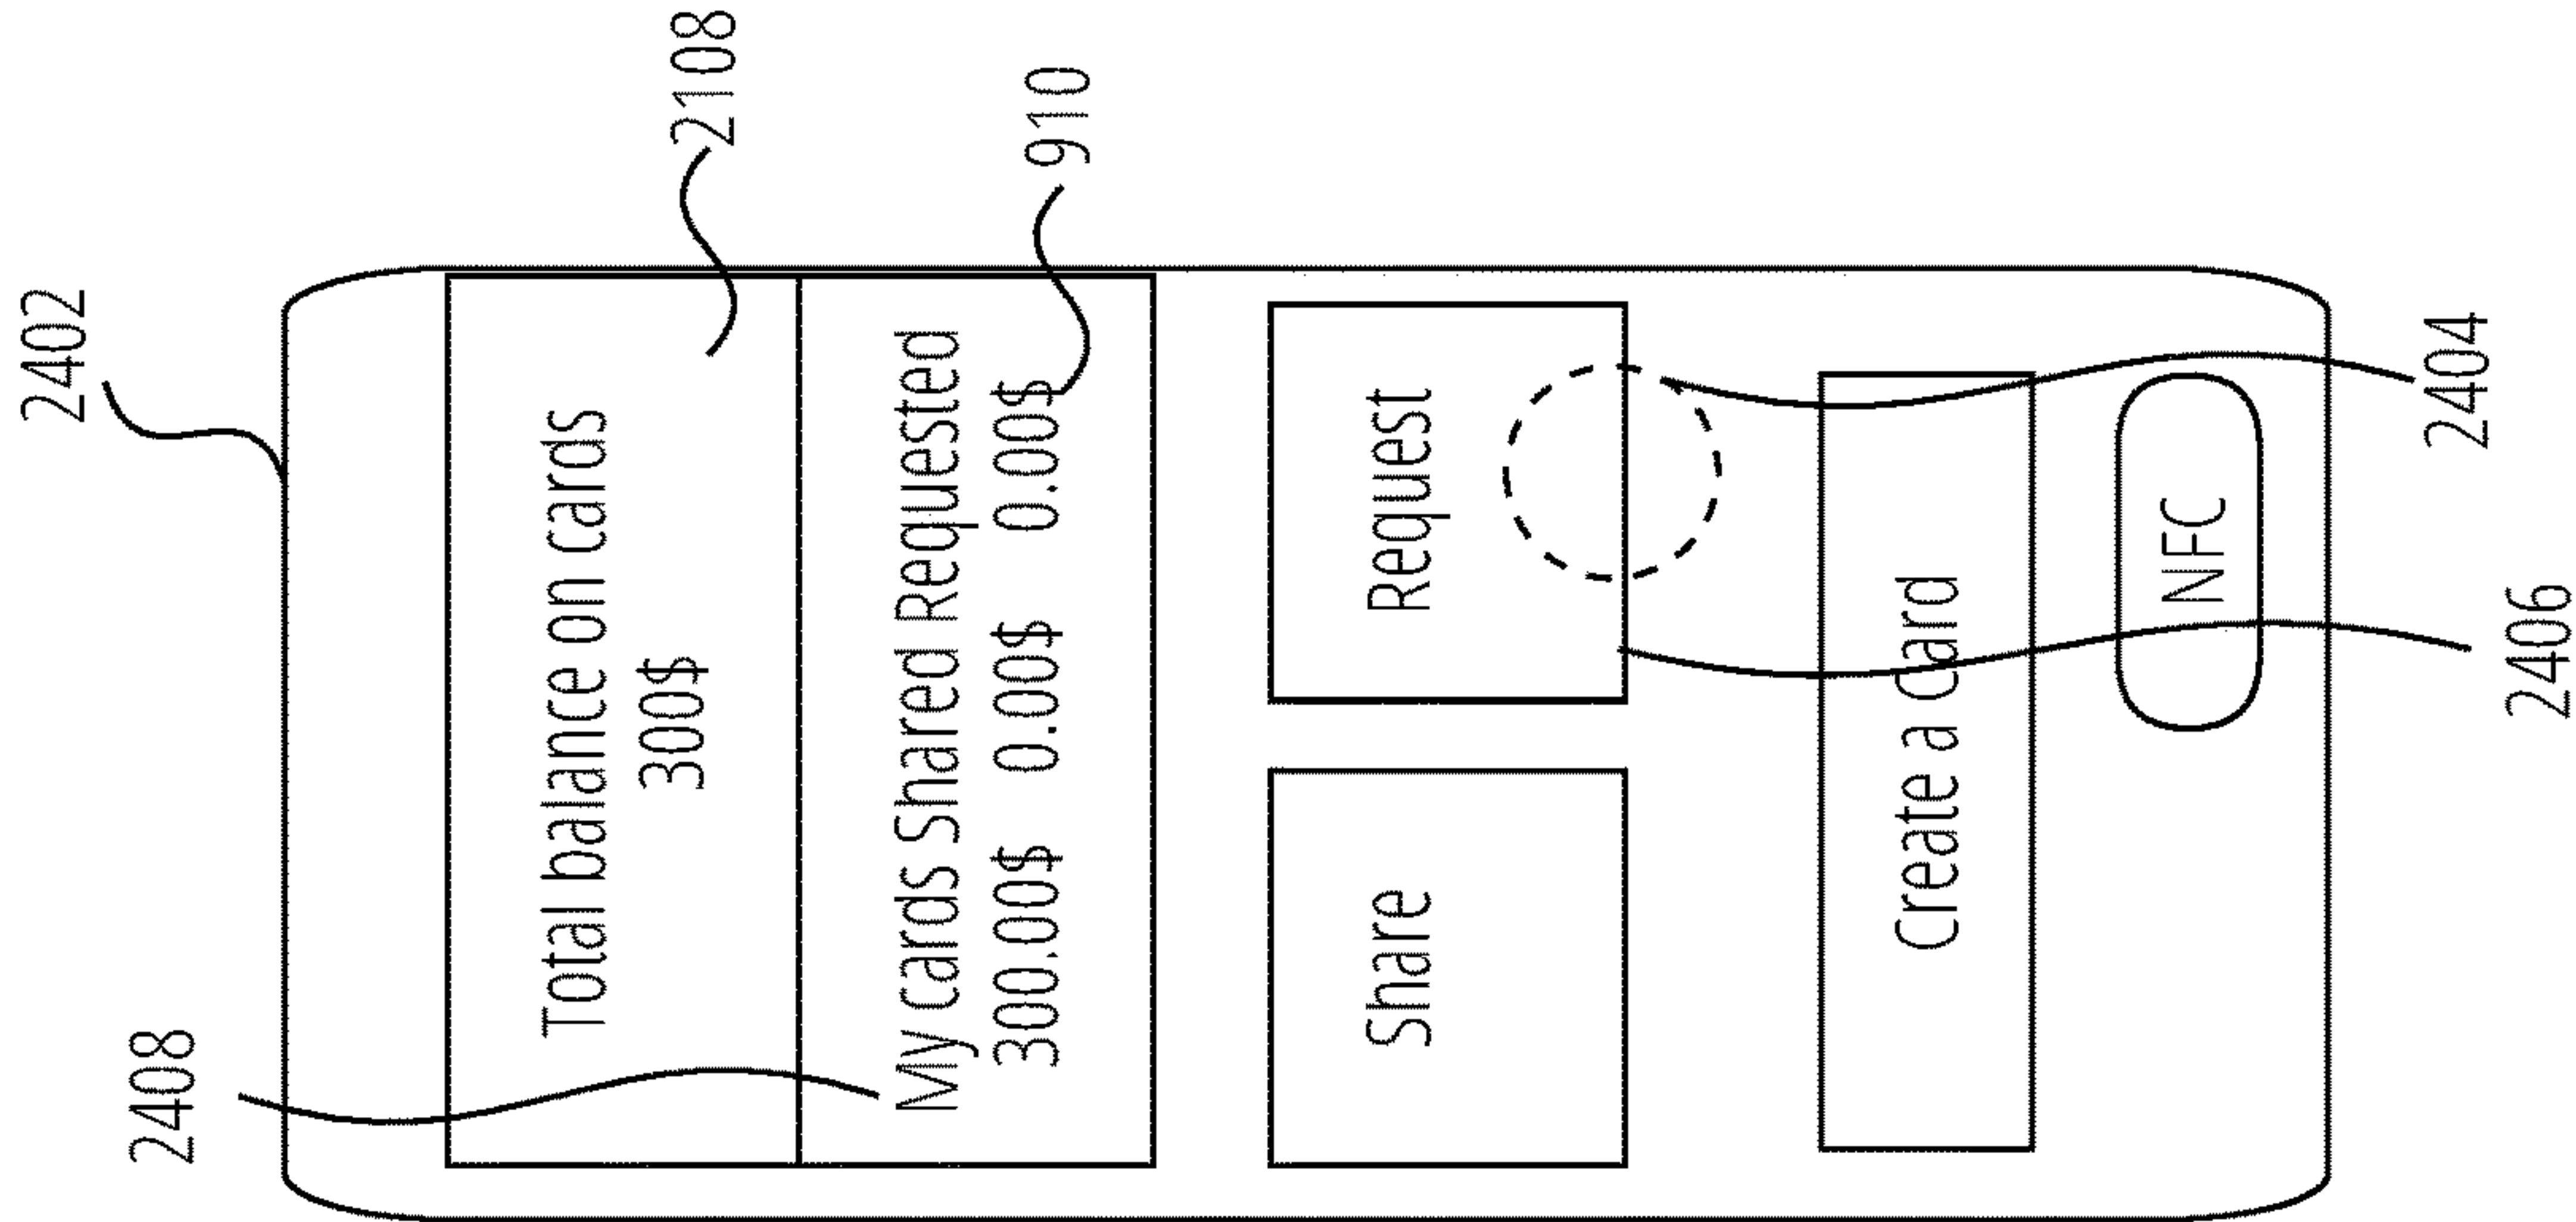 2402
2408
2108
Total balance on cards
300$
My cards Shared Requested
300.00$ 0.00$ 0.00$
910
Share
Request
Create a Card
NFC
2404
2406